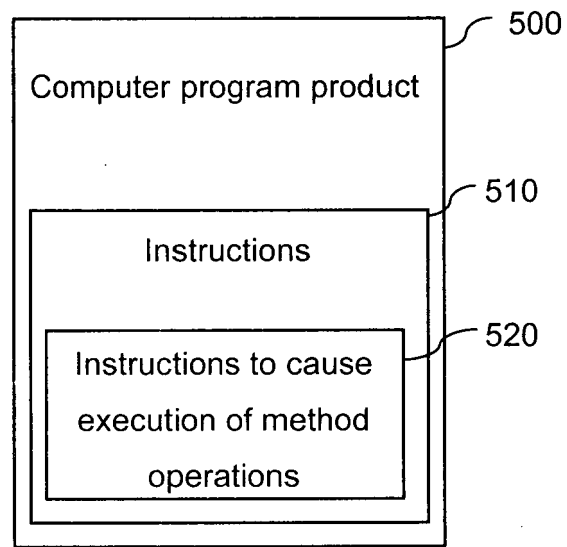 500
Computer program product
510
Instructions
520
Instructions to cause
execution of method
operations